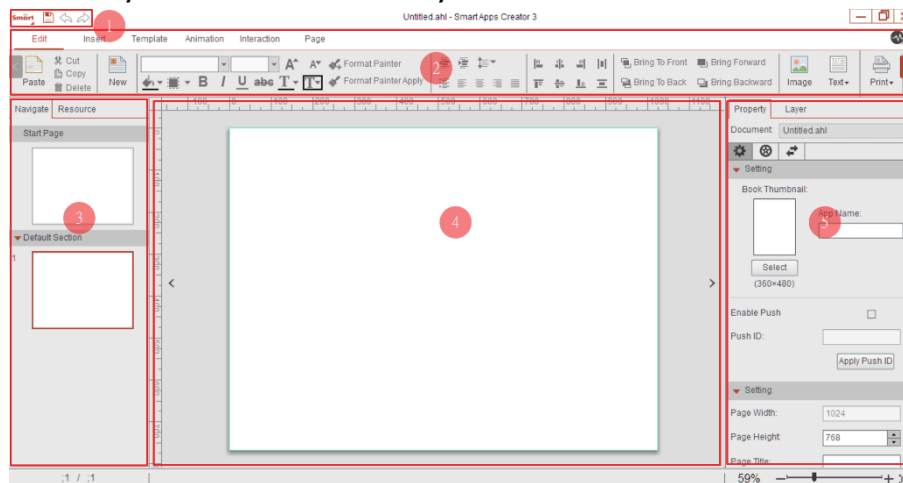 Smart Untitled.ahl - SmartApps Creator 3
1
Edit Insert Template Animation Interaction Page
Cut Format Painter Bring To Front Bring Forward
Copy 2
Paste Delete New B I U abc T T Format PainterApply Bring To Back Bring Backward Image Text Print
Navigate Resource Property Layer
Start Page Document: Untitled.ahl
Setting
Book Thumbnail:
3 4 5
App Name:
Default Section
1
Select
(360×480)
Enable Push
Push ID:
Apply Push ID
Setting
Page Width: 1024
Page Height: 768
Page Title:
:1 / :1 59%